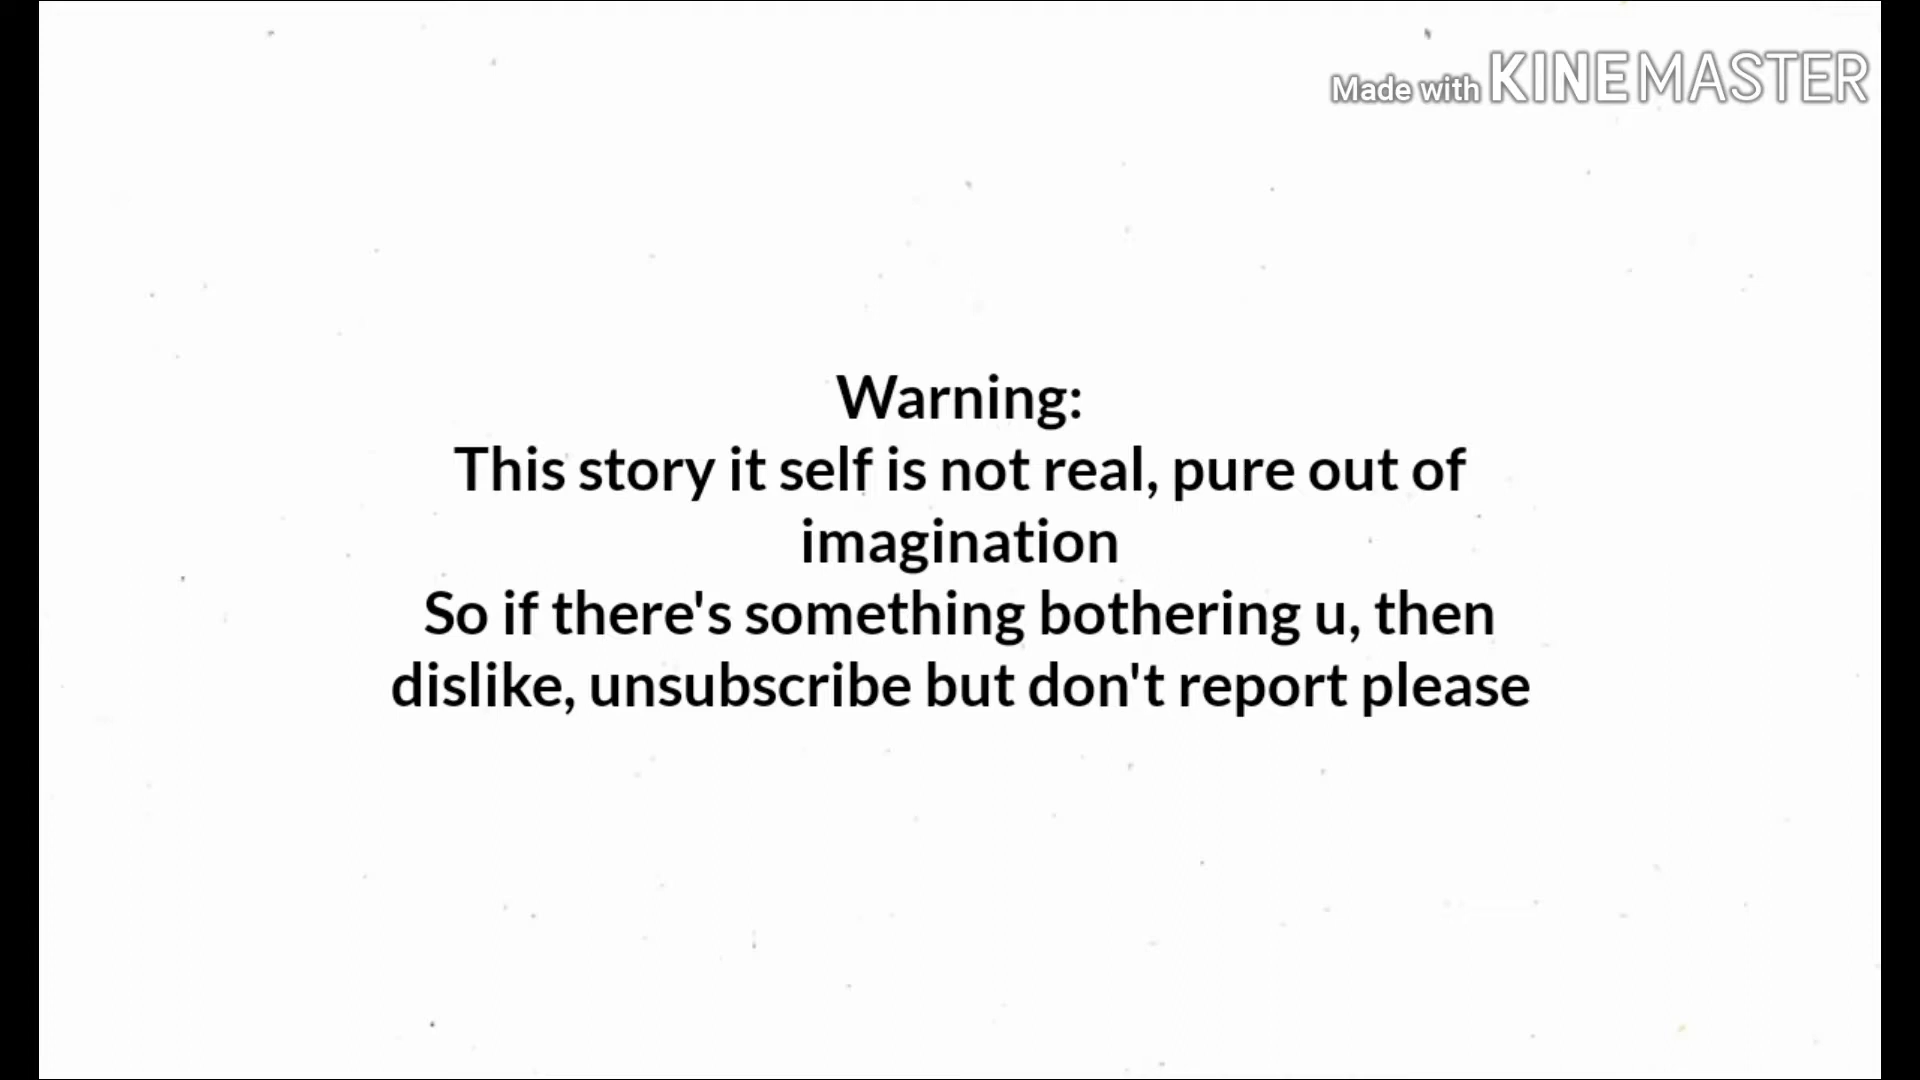 Made with KINEMASTER
Warning:
This story it self is not real, pure out of
imagination
So if there's something bothering u, then
dislike, unsubscribe but don't report please